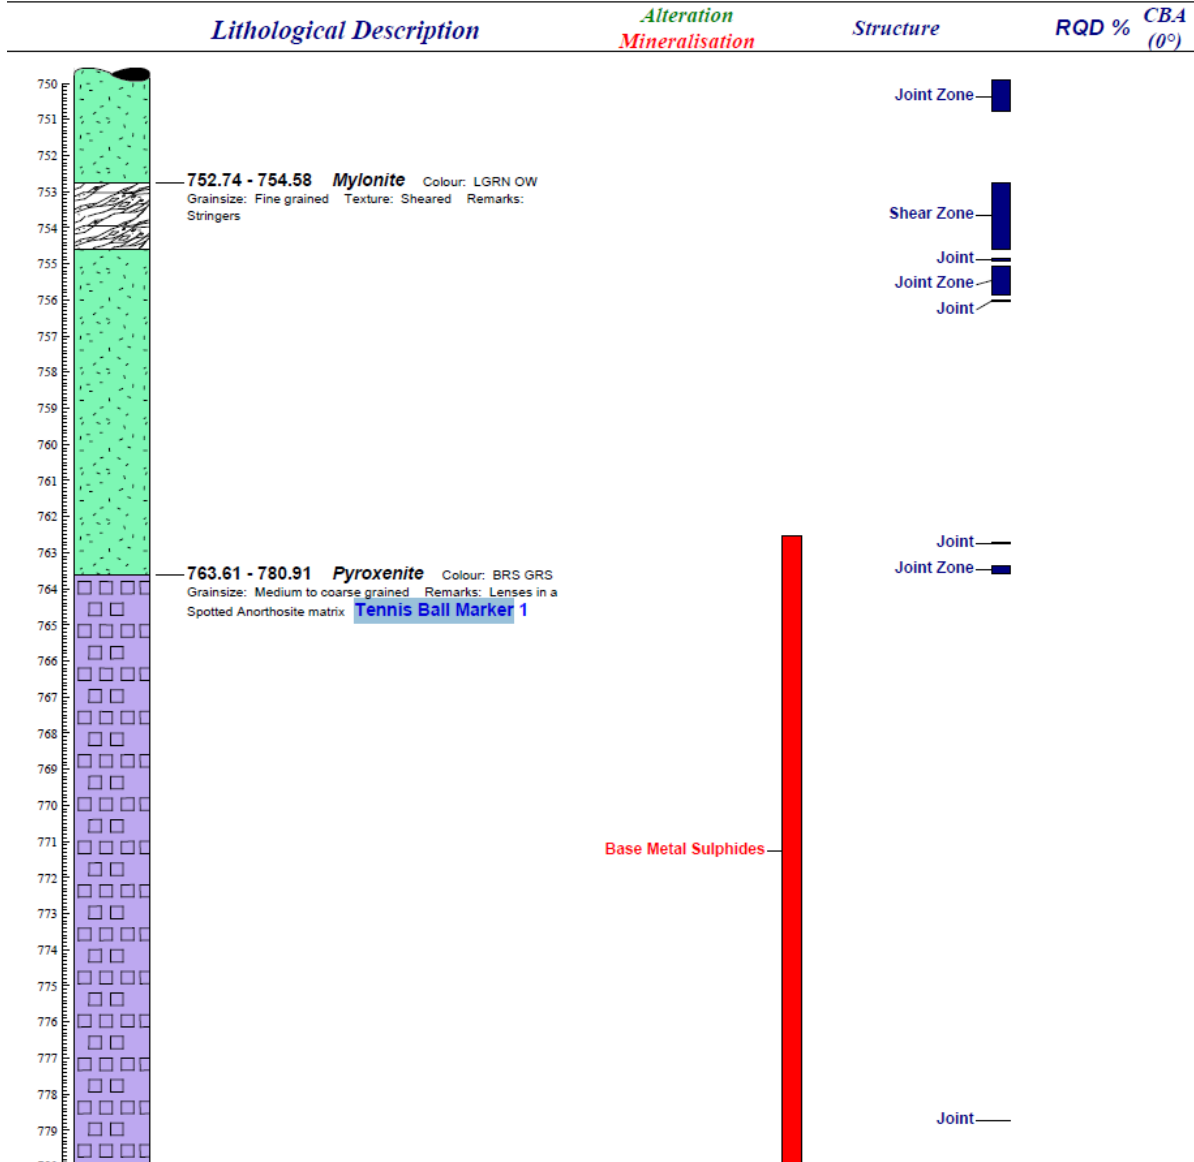 Lithological Description
Alteration
Mineralisation
Structure
RQD %
CBA
(0°)
750
Joint Zone
751
752
752.74 - 754.58 Mylonite Colour: LGRN OW
Grainsize: Fine grained Texture: Sheared Remarks:
Stringers
753
Shear Zone
754
Joint
755
Joint Zone
756
Joint
757
758
759
760
761
762
Joint
763
Joint Zone
763.61 - 780.91 Pyroxenite Colour: BRS GRS
Grainsize: Medium to coarse grained Remarks: Lenses in a
Spotted Anorthosite matrix Tennis Ball Marker 1
764
765
766
767
768
769
770
771
Base Metal Sulphides
772
773
774
775
776
777
778
Joint
779